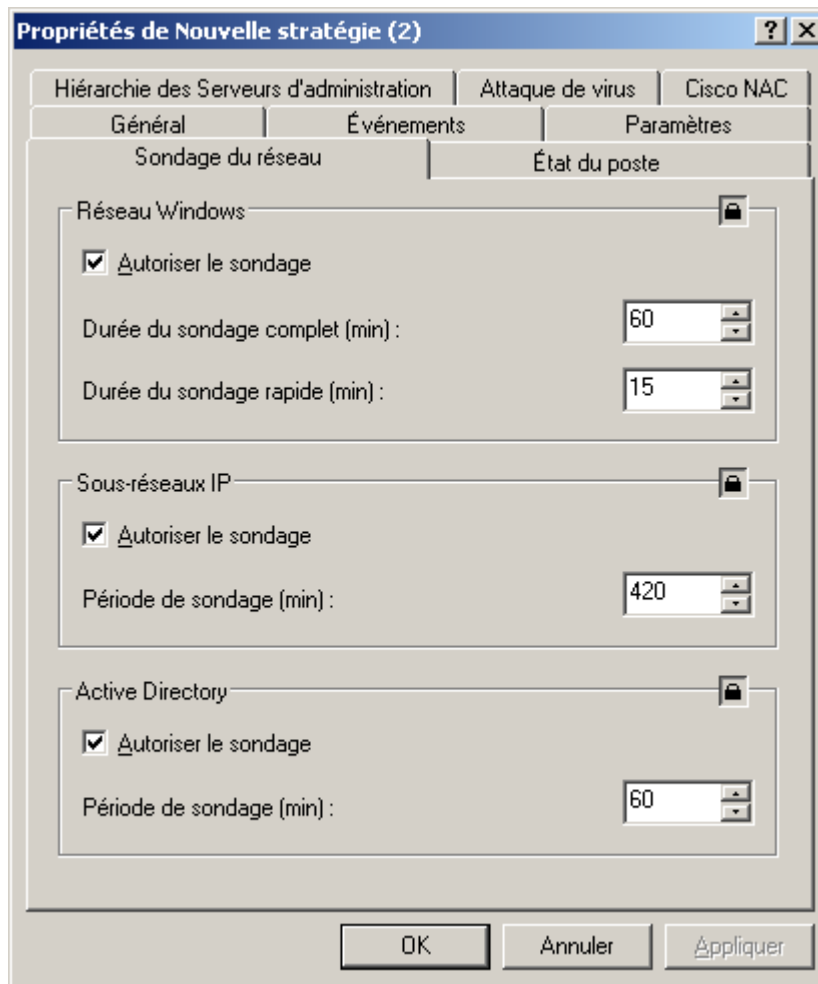 Propriétés de Nouvelle stratégie (2)
Hiérarchie des Serveurs d'administration Attaque de virus Cisco NAC
Général Événements Paramètres
Sondage du réseau État du poste
Réseau Windows
Autoriser le sondage
Durée du sondage complet (min) : 60
Durée du sondage rapide (min) : 15
Sous-réseaux IP
Autoriser le sondage
Période de sondage (min) : 420
Active Directory
Autoriser le sondage
Période de sondage (min) : 60
OK Annuler Appliquer